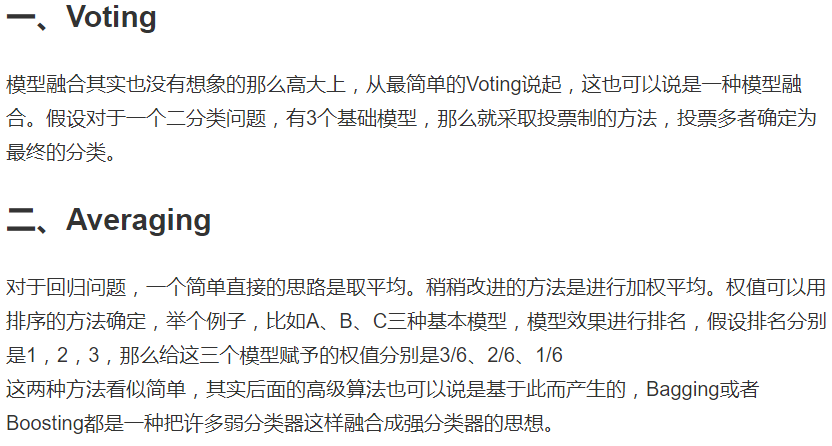 一、Voting
模型融合其实也没有想象的那么高大上，从最简单的Voting说起，这也可以说是一种模型融
合。假设对于一个二分类问题，有3个基础模型，那么就采取投票制的方法，投票多者确定为
最终的分类。
二、Averaging
对于回归问题，一个简单直接的思路是取平均。稍稍改进的方法是进行加权平均。权值可以用
排序的方法确定，举个例子，比如A、B、C三种基本模型，模型效果进行排名，假设排名分别
是1，2，3，那么给这三个模型赋予的权值分别是3/6、2/6、1/6
这两种方法看似简单，其实后面的高级算法也可以说是基于此而产生的，Bagging或者
Boosting都是一种把许多弱分类器这样融合成强分类器的思想。